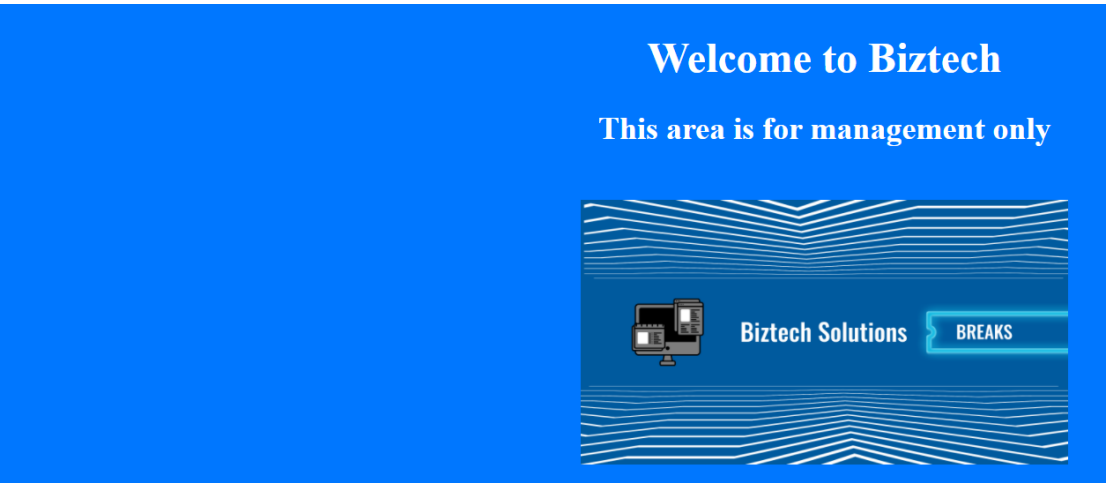 Welcome to Biztech
This area is for management only
Biztech Solutions BREAKS